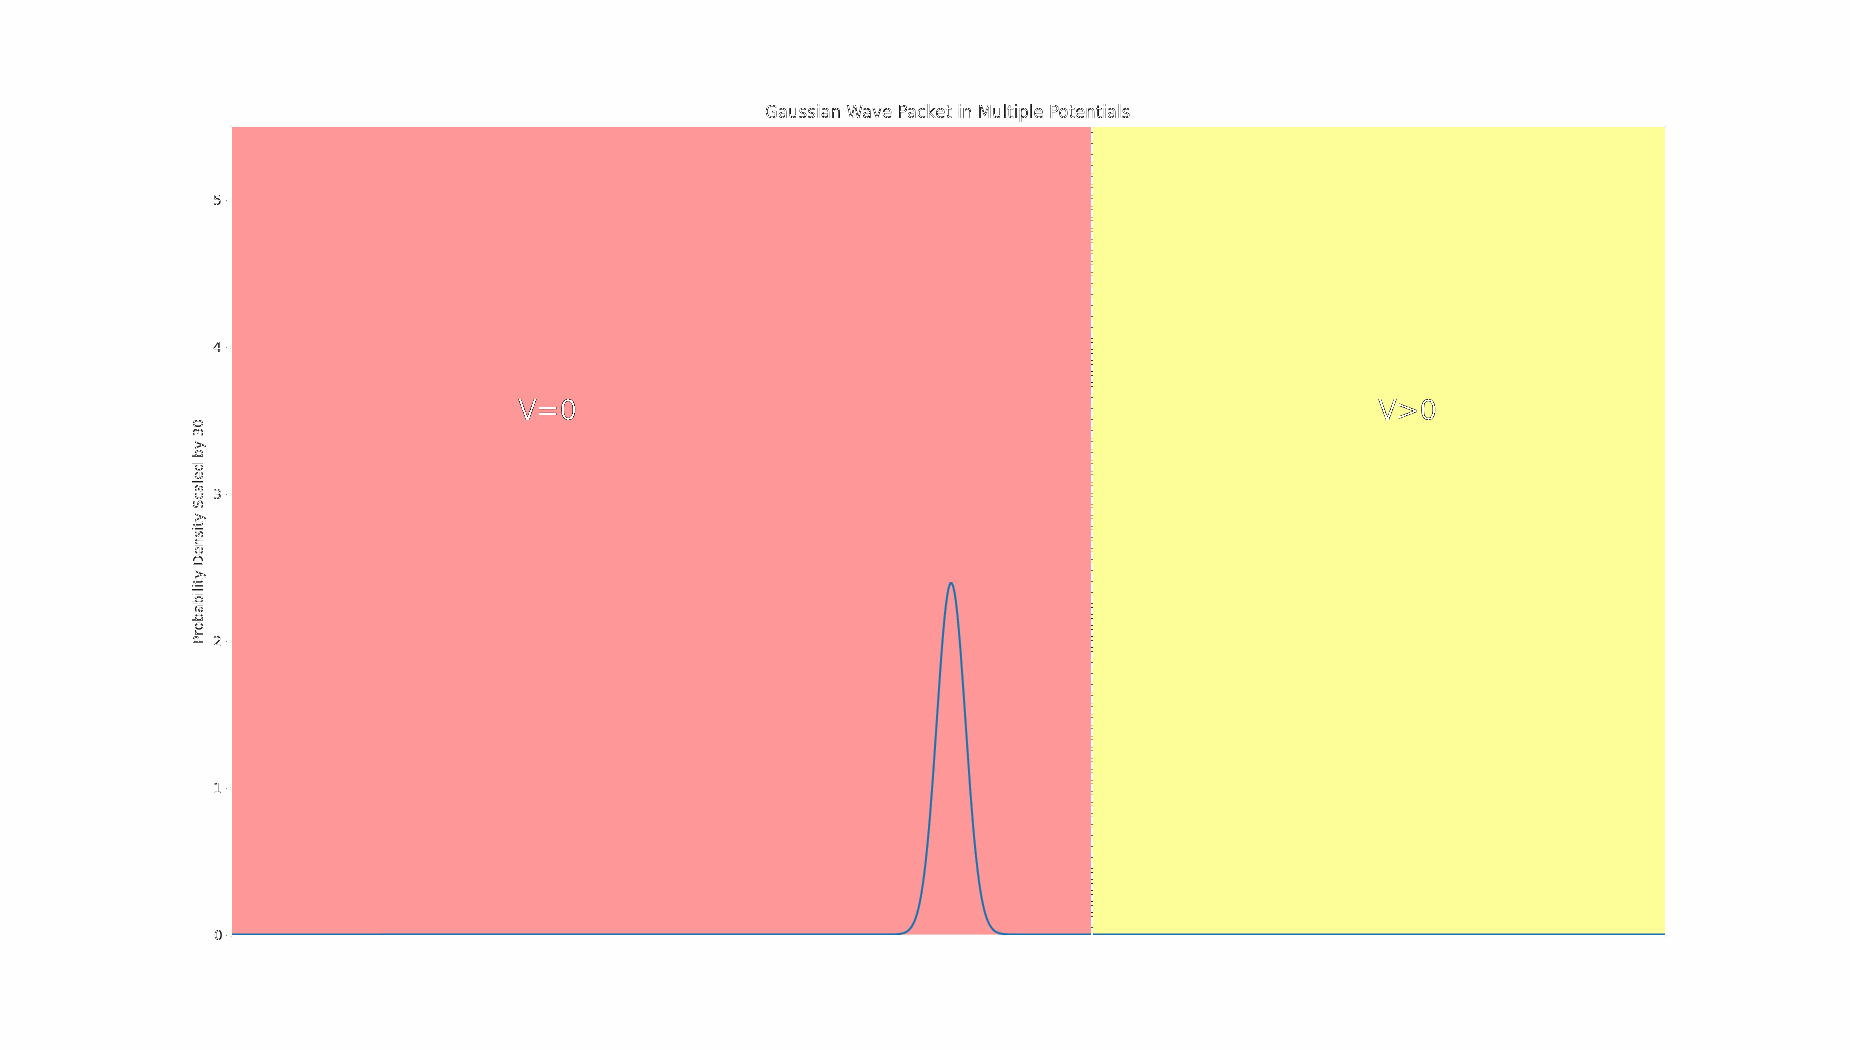 Gaussian Wave Packet in Multiple Potentials
5
4
V=0
V>0
Probability Density Scaled by 30
3
2
1
0